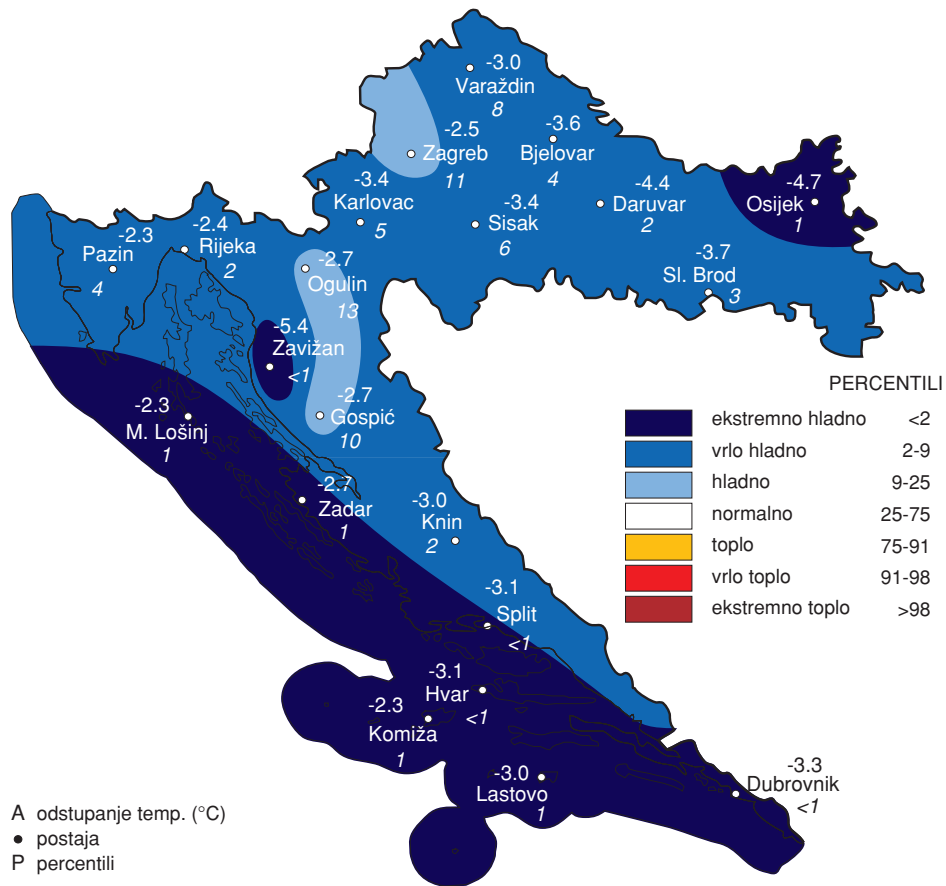 -3.0
Varaždin
8
-2.5
Zagreb
11
-3.6
Bjelovar
4
-3.4
Karlovac
5
-3.4
Sisak
6
-4.4
Daruvar
2
-4.7
Osijek
1
-3.7
Sl. Brod
3
-2.3
Pazin
4
-2.4
Rijeka
2
-2.7
Ogulin
13
-5.4
Zavižan
<1
-2.7
Gospić
10
-2.3
M. Lošinj
1
-2.7
Zadar
1
-3.0
Knin
2
-3.1
Split
<1
-3.1
Hvar
<1
-2.3
Komiža
1
-3.0
Lastovo
1
-3.3
Dubrovnik
<1
PERCENTILI
ekstremno hladno <2
vrlo hladno 2-9
hladno 9-25
normalno 25-75
toplo 75-91
vrlo toplo 91-98
ekstremno toplo >98
A odstupanje temp. (°C)
• postaja
P percentili